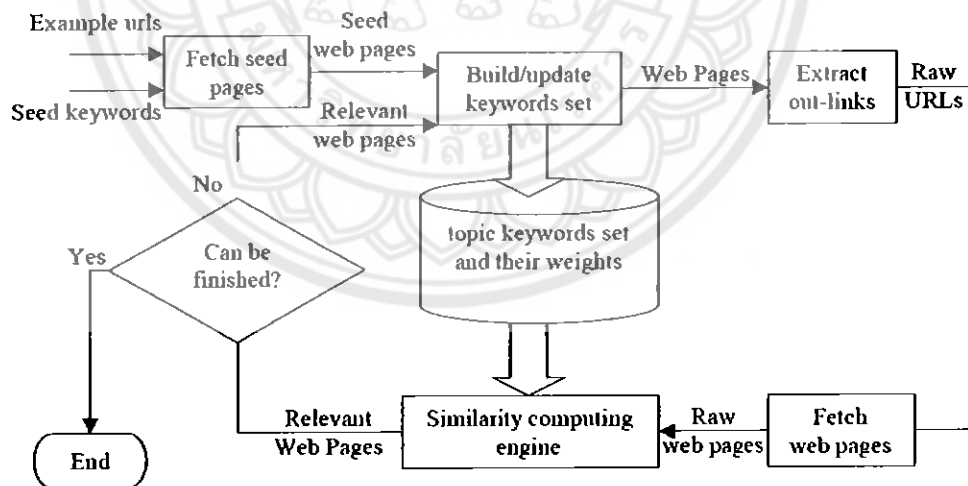 Example urls
Seed keywords
Fetch seed
pages
Seed
web pages
Relevant
web pages
Build/update
keywords set
Web Pages
Extract
out-links
Raw
URLs
topic keywords set
and their weights
No
Yes
Can be
finished?
End
Relevant
Web Pages
Similarity computing
engine
Raw
web pages
Fetch
web pages